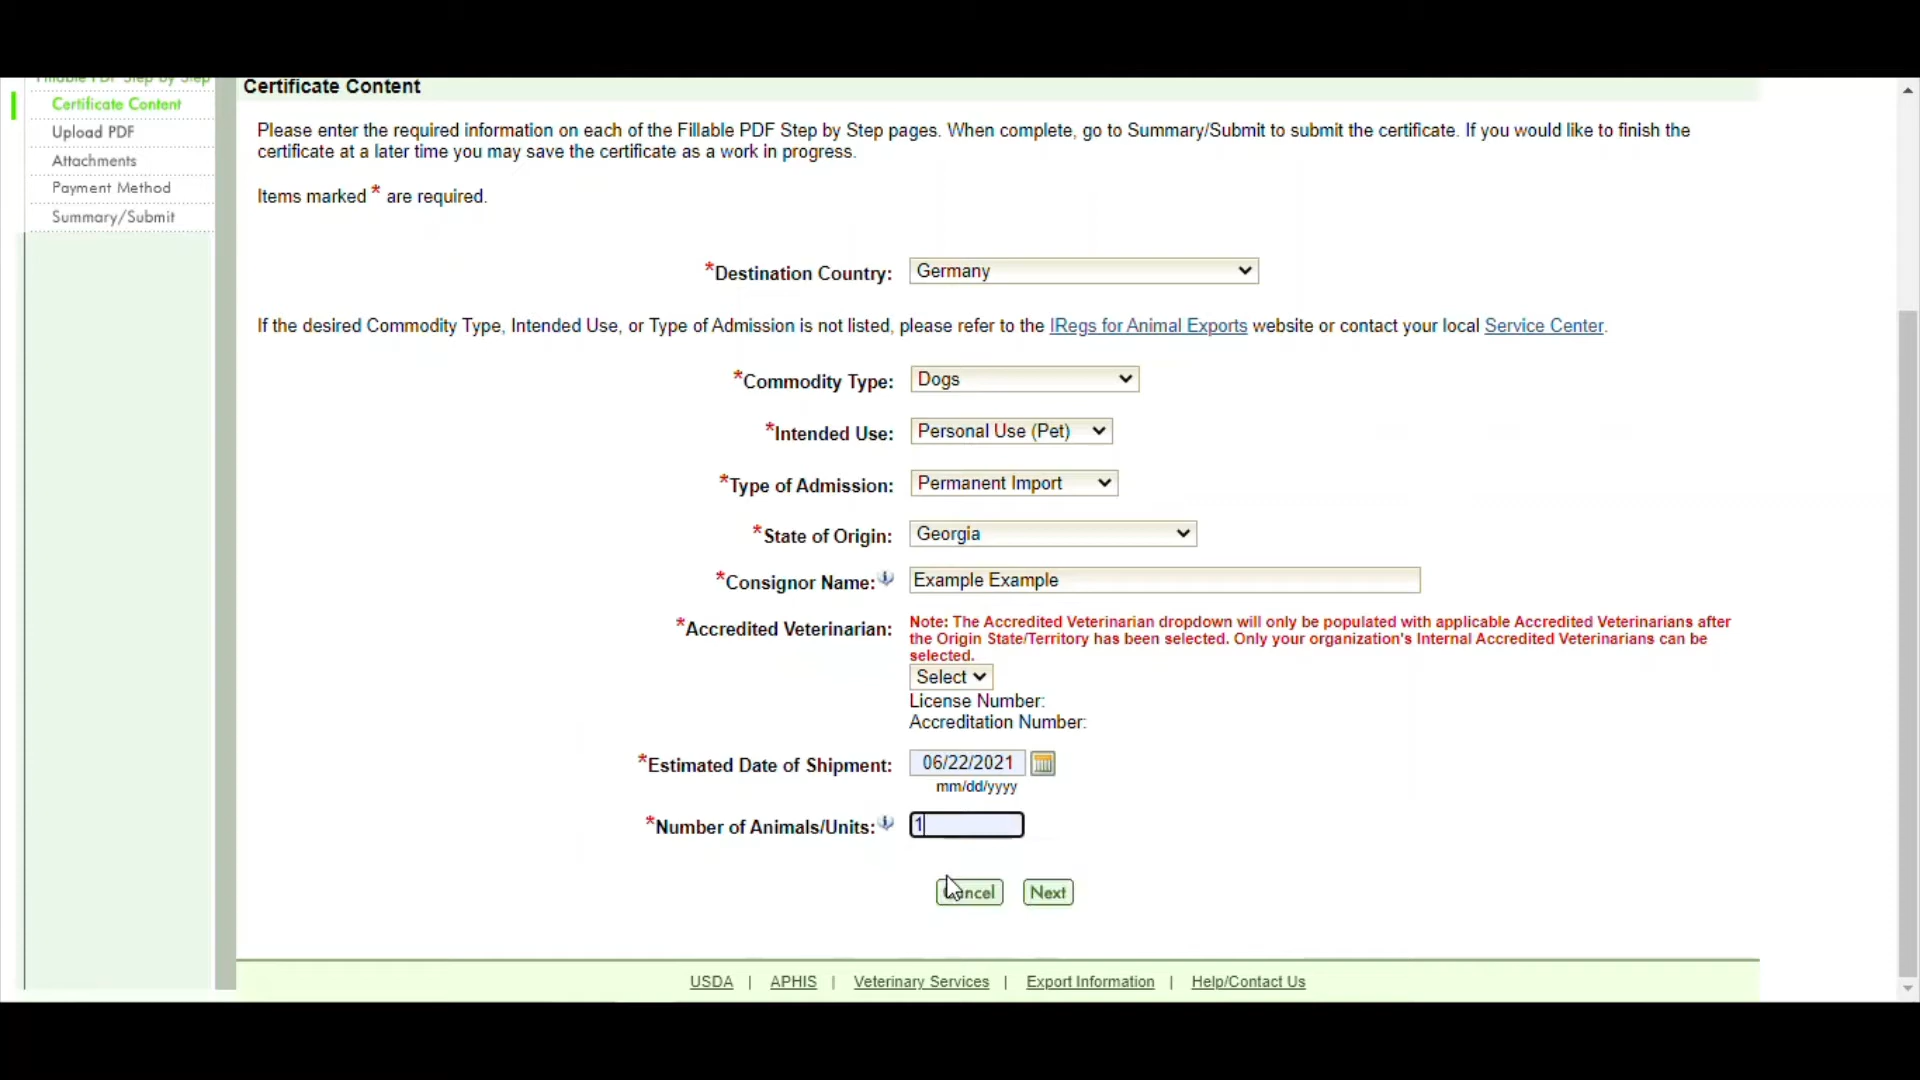 Fillable PDF Step by Step
Certificate Content
Upload PDF
Attachments
Payment Method
Summary/Submit
Certificate Content
Please enter the required information on each of the Fillable PDF Step by Step pages. When complete, go to Summary/Submit to submit the certificate. If you would like to finish the
certificate at a later time you may save the certificate as a work in progress.
Items marked * are required.
*Destination Country: Germany
If the desired Commodity Type, Intended Use, or Type of Admission is not listed, please refer to the IRegs for Animal Exports website or contact your local Service Center.
*Commodity Type: Dogs
*Intended Use: Personal Use (Pet)
*Type of Admission: Permanent Import
*State of Origin: Georgia
*Consignor Name: Example Example
*Accredited Veterinarian: Note: The Accredited Veterinarian dropdown will only be populated with applicable Accredited Veterinarians after
the Origin State/Territory has been selected. Only your organization's Internal Accredited Veterinarians can be
selected.
Select
License Number:
Accreditation Number:
*Estimated Date of Shipment: 06/22/2021
mm/dd/yyyy
*Number of Animals/Units: 1
Cancel Next
USDA | APHIS | Veterinary Services | Export Information | Help/Contact Us